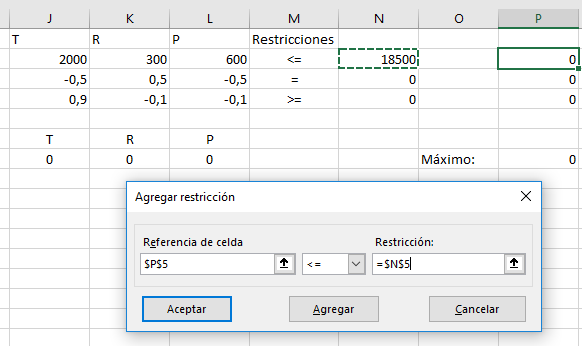 J K L M N O P
T R P Restricciones
2000 300 600 <= 18500 0
-0,5 0,5 -0,5 = 0 0
0,9 -0,1 -0,1 >= 0 0
T R P
0 0 0 Máximo: 0
Agregar restricción
Referencia de celda Restricción:
$P$5 <= =$N$5
Aceptar Agregar Cancelar